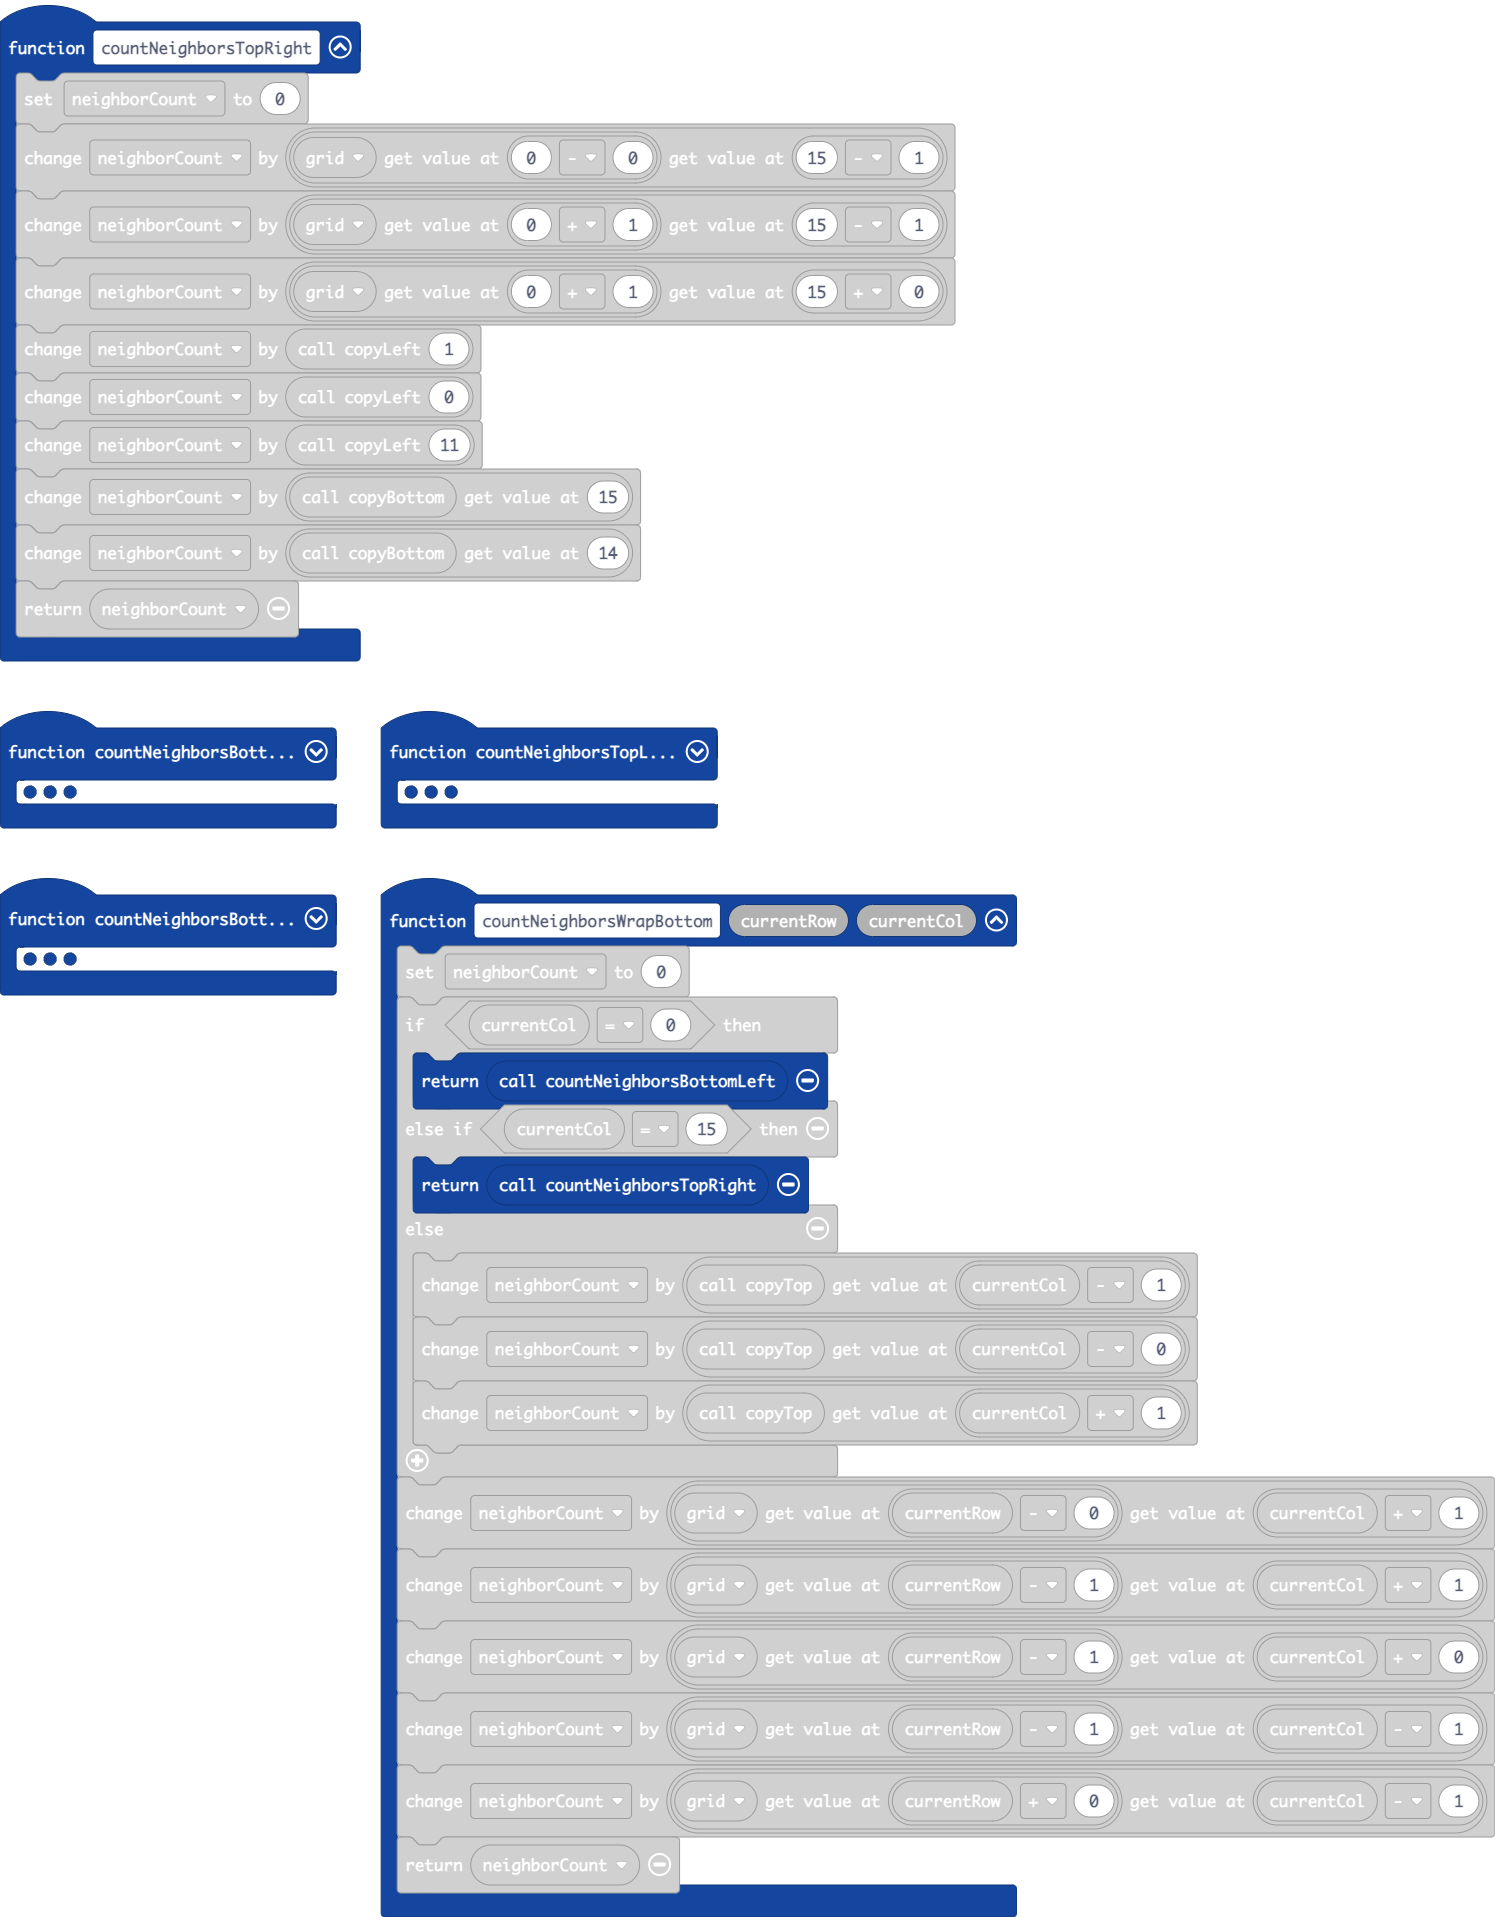 function countNeighborsTopRight
set neighborCount to 0
change neighborCount by grid get value at 0 - 0 get value at 15 - 1
change neighborCount by grid get value at 0 + 1 get value at 15 - 1
change neighborCount by grid get value at 0 + 1 get value at 15 + 0
change neighborCount by call copyLeft 1
change neighborCount by call copyLeft 0
change neighborCount by call copyLeft 11
change neighborCount by call copyBottom get value at 15
change neighborCount by call copyBottom get value at 14
return neighborCount
function countNeighborsBott...
function countNeighborsTopL...
function countNeighborsBott...
function countNeighborsWrapBottom currentRow currentCol
set neighborCount to 0
if currentCol = 0 then
return call countNeighborsBottomLeft
else if currentCol = 15 then
return call countNeighborsTopRight
else
change neighborCount by call copyTop get value at currentCol - 1
change neighborCount by call copyTop get value at currentCol - 0
change neighborCount by call copyTop get value at currentCol + 1
change neighborCount by grid get value at currentRow - 0 get value at currentCol + 1
change neighborCount by grid get value at currentRow - 1 get value at currentCol + 1
change neighborCount by grid get value at currentRow - 1 get value at currentCol + 0
change neighborCount by grid get value at currentRow - 1 get value at currentCol - 1
change neighborCount by grid get value at currentRow + 0 get value at currentCol - 1
return neighborCount